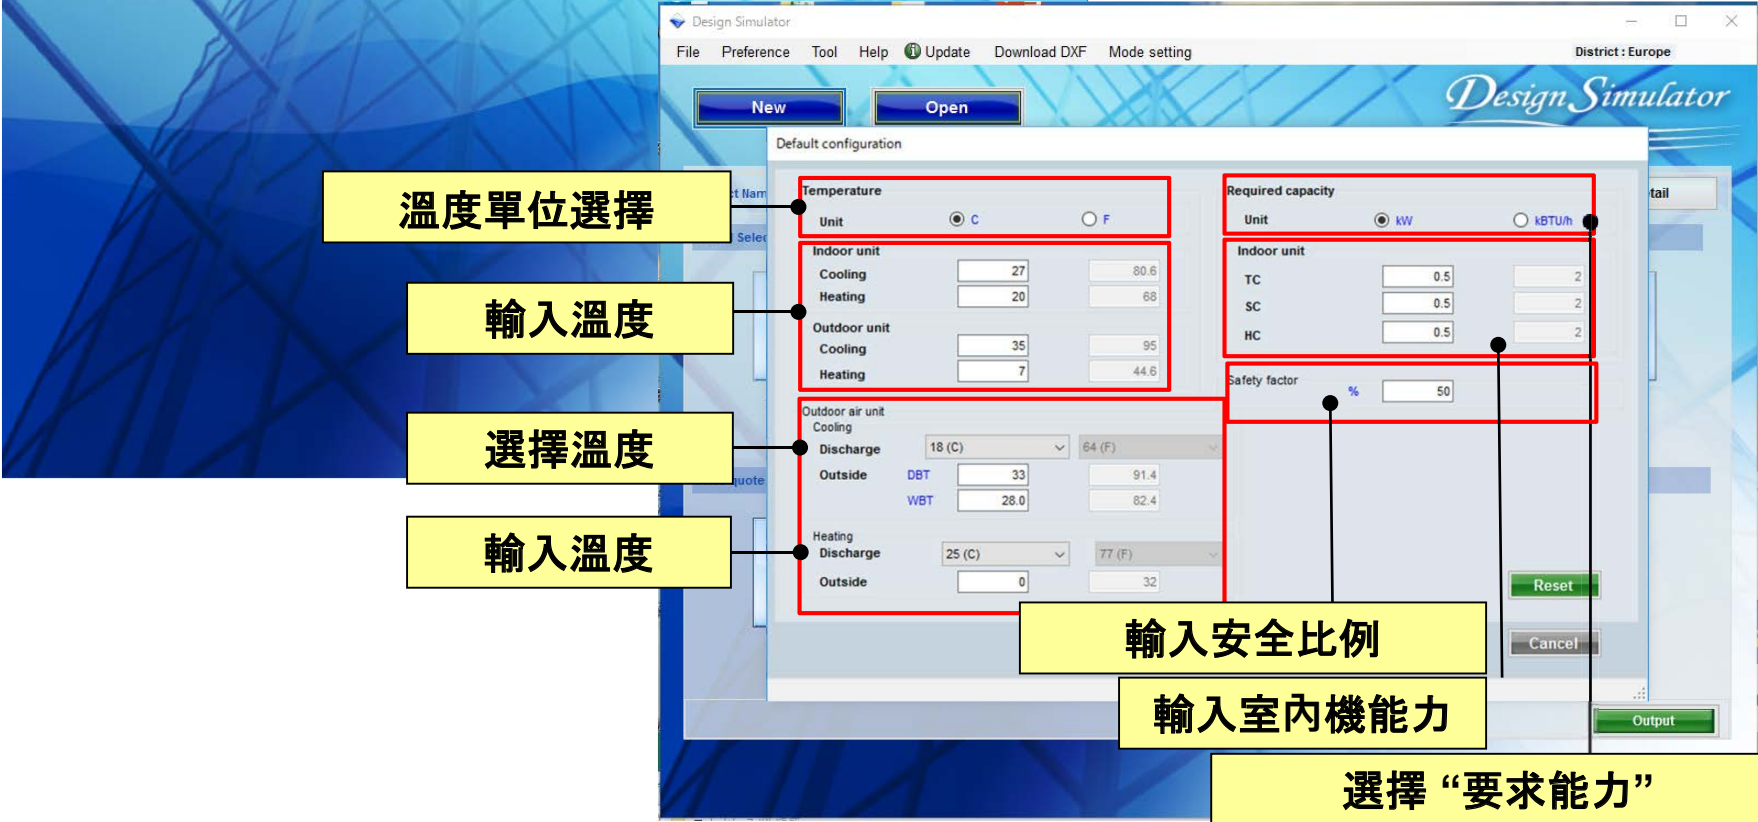 Design Simulator
File Preference Tool Help Update Download DXF Mode setting District : Europe
Design Simulator
New Open
Default configuration
溫度單位選擇
Temperature
Unit C F
Required capacity
Unit kW kBTU/h
tail
輸入溫度
Indoor unit
Cooling 27 80.6
Heating 20 68
Outdoor unit
Cooling 35 95
Heating 7 44.6
Indoor unit
TC 0.5 2
SC 0.5 2
HC 0.5 2
Safety factor
% 50
選擇溫度
Outdoor air unit
Cooling
Discharge 18 (C) 64 (F)
Outside DBT 33 91.4
WBT 28.0 82.4
quote
輸入溫度
Heating
Discharge 25 (C) 77 (F)
Outside 0 32
Reset
Cancel
輸入安全比例
輸入室內機能力
Output
選擇 “要求能力”